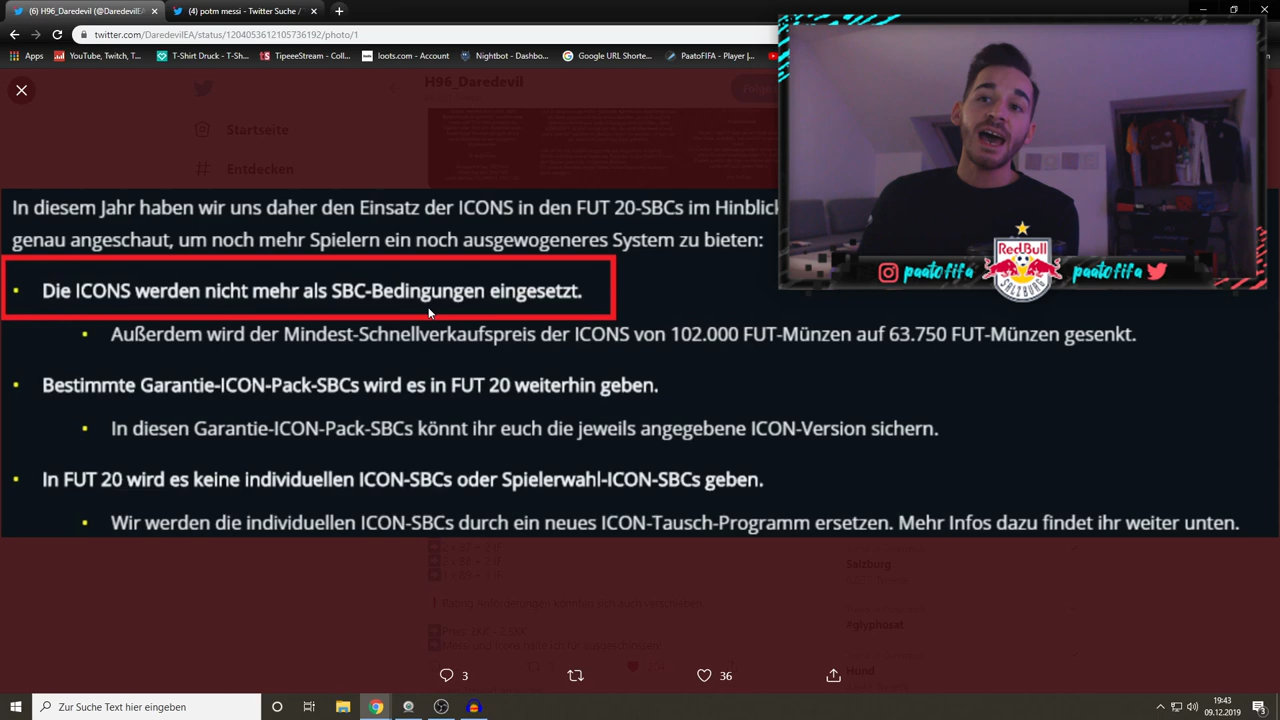 (6) H96_Daredevil (@DaredevilEA
(4) potm messi - Twitter Suche /
twitter.com/DaredevilEA/status/1204053612105736192/photo/1
Apps
YouTube, Twitch, T...
T-Shirt Druck - T-Sh...
TipeeeStream - Coll...
loots.com - Account
Nightbot - Dashbo...
Google URL Shorte...
PaatoFIFA - Player |...
H96_Daredevil
Startseite
Entdecken
In diesem Jahr haben wir uns daher den Einsatz der ICONS in den FUT 20-SBCs im Hinblick
genau angeschaut, um noch mehr Spielern ein noch ausgewogeneres System zu bieten:
Die ICONS werden nicht mehr als SBC-Bedingungen eingesetzt.
Außerdem wird der Mindest-Schnellverkaufspreis der ICONS von 102.000 FUT-Münzen auf 63.750 FUT-Münzen gesenkt.
Bestimmte Garantie-ICON-Pack-SBCs wird es in FUT 20 weiterhin geben.
In diesen Garantie-ICON-Pack-SBCs könnt ihr euch die jeweils angegebene ICON-Version sichern.
In FUT 20 wird es keine individuellen ICON-SBCs oder Spielerwahl-ICON-SBCs geben.
Wir werden die individuellen ICON-SBCs durch ein neues ICON-Tausch-Programm ersetzen. Mehr Infos dazu findet ihr weiter unten.
paatofifa
RedBull
SALZBURG
paatofifa
Salzburg
#glyphosat
Hund
3
36
Zur Suche Text hier eingeben
19:43
09.12.2019
3